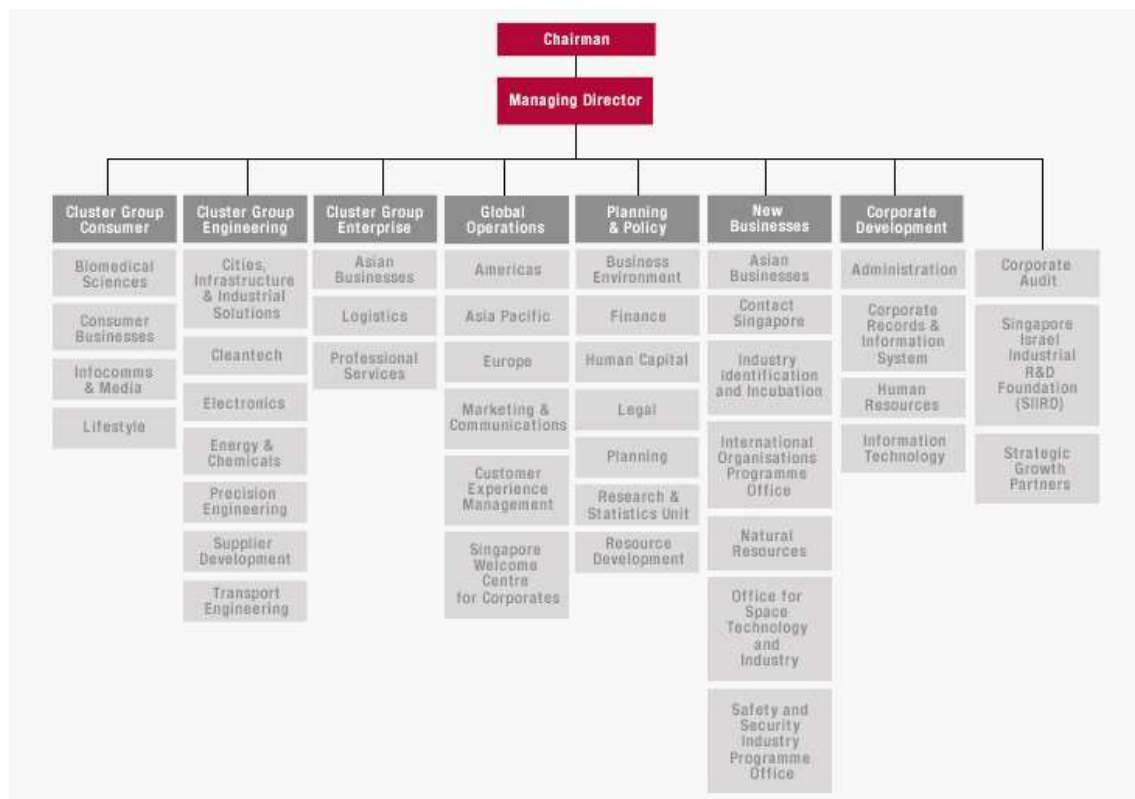 Chairman
Managing Director
Cluster Group
Consumer
Biomedical
Sciences
Consumer
Businesses
Infocomms
& Media
Lifestyle
Cluster Group
Engineering
Cities,
Infrastructure
& Industrial
Solutions
Cleantech
Electronics
Energy &
Chemicals
Precision
Engineering
Supplier
Development
Transport
Engineering
Cluster Group
Enterprise
Asian
Businesses
Logistics
Professional
Services
Global
Operations
Americas
Asia Pacific
Europe
Marketing &
Communications
Customer
Experience
Management
Singapore
Welcome
Centre
for Corporates
Planning
& Policy
Business
Environment
Finance
Human Capital
Legal
Planning
Research &
Statistics Unit
Resource
Development
New
Businesses
Asian
Businesses
Contact
Singapore
Industry
Identification
and Incubation
International
Organisations
Programme
Office
Natural
Resources
Office for
Space
Technology
and
Industry
Safety and
Security
Industry
Programme
Office
Corporate
Development
Administration
Corporate
Records &
Information
System
Human
Resources
Information
Technology
Corporate
Audit
Singapore
Israel
Industrial
R&D
Foundation
(SIIRD)
Strategic
Growth
Partners